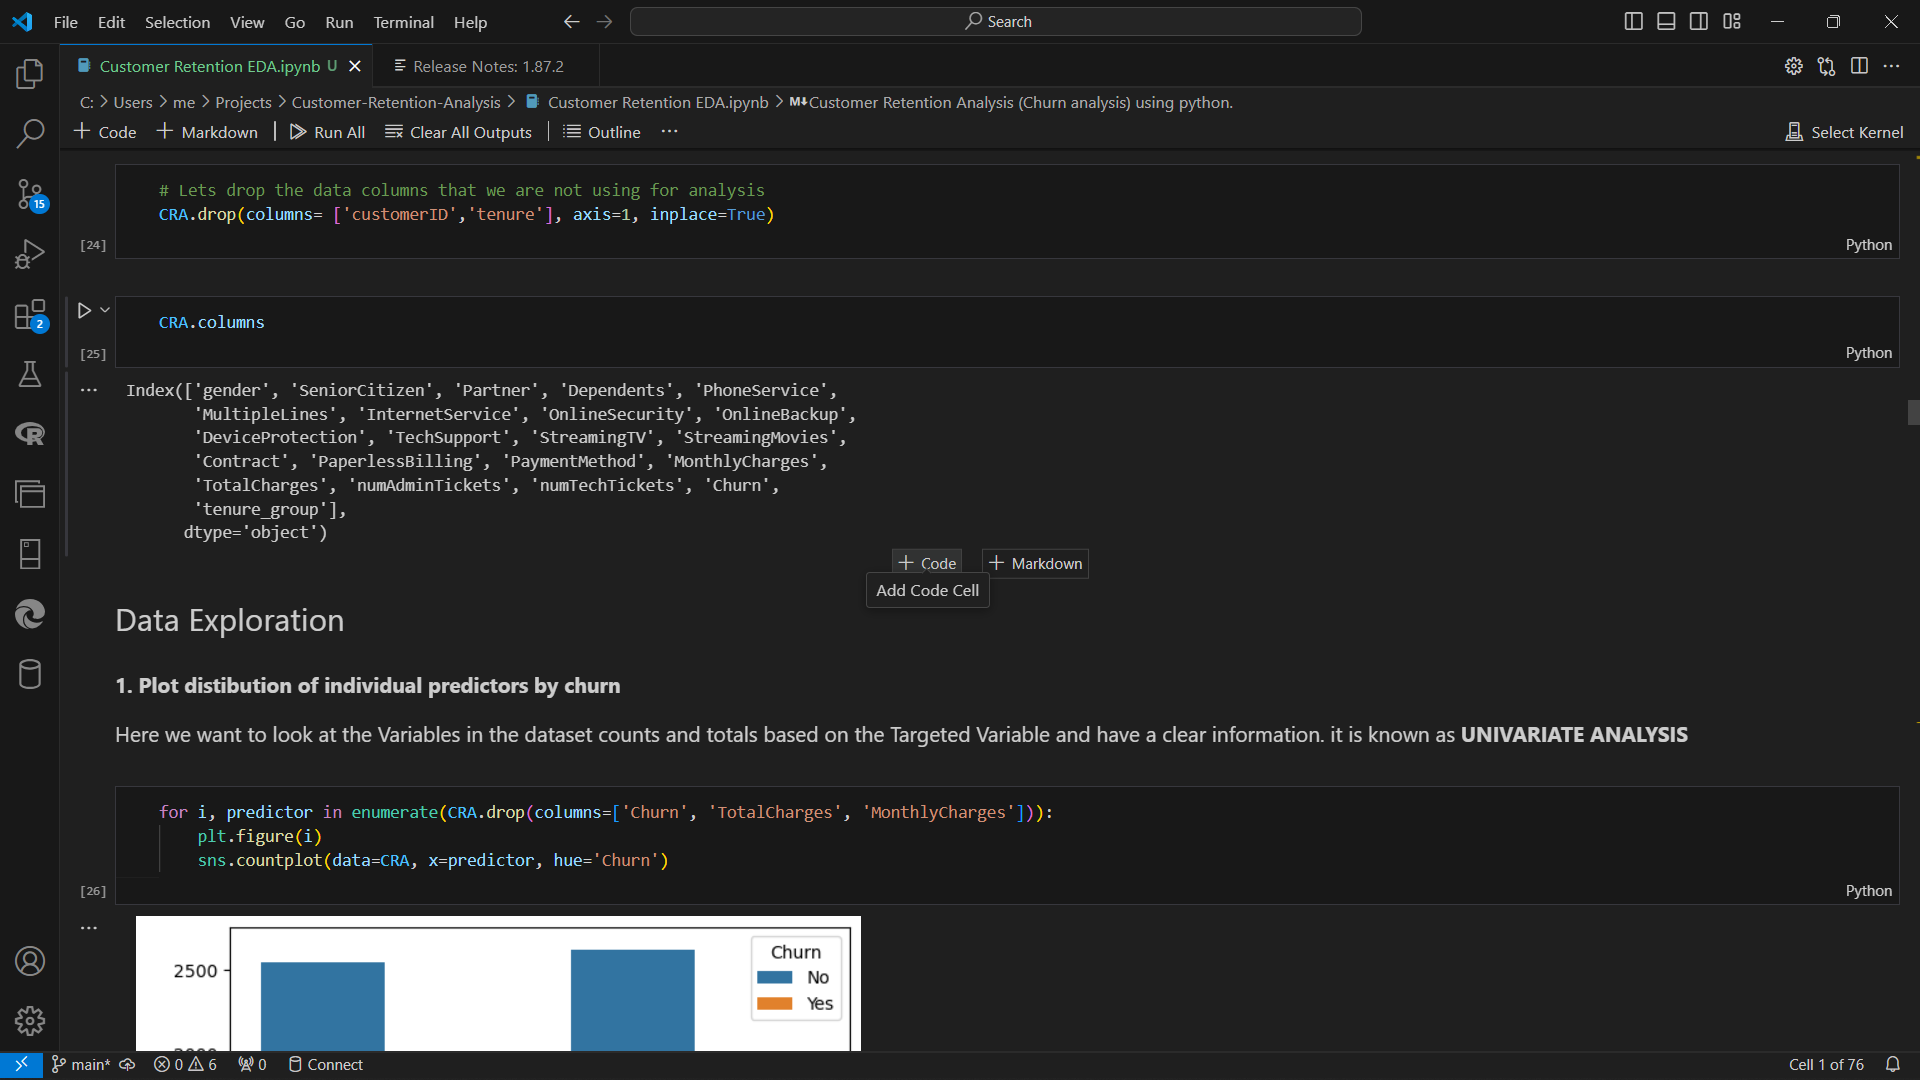 File Edit Selection View Go Run Terminal Help
Search
Customer Retention EDA.ipynb U
Release Notes: 1.87.2
C: > Users > me > Projects > Customer-Retention-Analysis > Customer Retention EDA.ipynb > M↓Customer Retention Analysis (Churn analysis) using python.
+ Code + Markdown | Run All Clear All Outputs | Outline ... Select Kernel
15
2
# Lets drop the data columns that we are not using for analysis
CRA.drop(columns= ['customerID','tenure'], axis=1, inplace=True)
[24] Python
CRA.columns
[25] Python
Index(['gender', 'SeniorCitizen', 'Partner', 'Dependents', 'PhoneService',
'MultipleLines', 'InternetService', 'OnlineSecurity', 'OnlineBackup',
'DeviceProtection', 'TechSupport', 'StreamingTV', 'StreamingMovies',
'Contract', 'PaperlessBilling', 'PaymentMethod', 'MonthlyCharges',
'TotalCharges', 'numAdminTickets', 'numTechTickets', 'Churn',
'tenure_group'],
dtype='object')
+ Code + Markdown
Add Code Cell
Data Exploration
1. Plot distibution of individual predictors by churn
Here we want to look at the Variables in the dataset counts and totals based on the Targeted Variable and have a clear information. it is known as UNIVARIATE ANALYSIS
for i, predictor in enumerate(CRA.drop(columns=['Churn', 'TotalCharges', 'MonthlyCharges'])):
plt.figure(i)
sns.countplot(data=CRA, x=predictor, hue='Churn')
[26] Python
Churn
2500
No
Yes
main* 0 6 0 Connect Cell 1 of 76